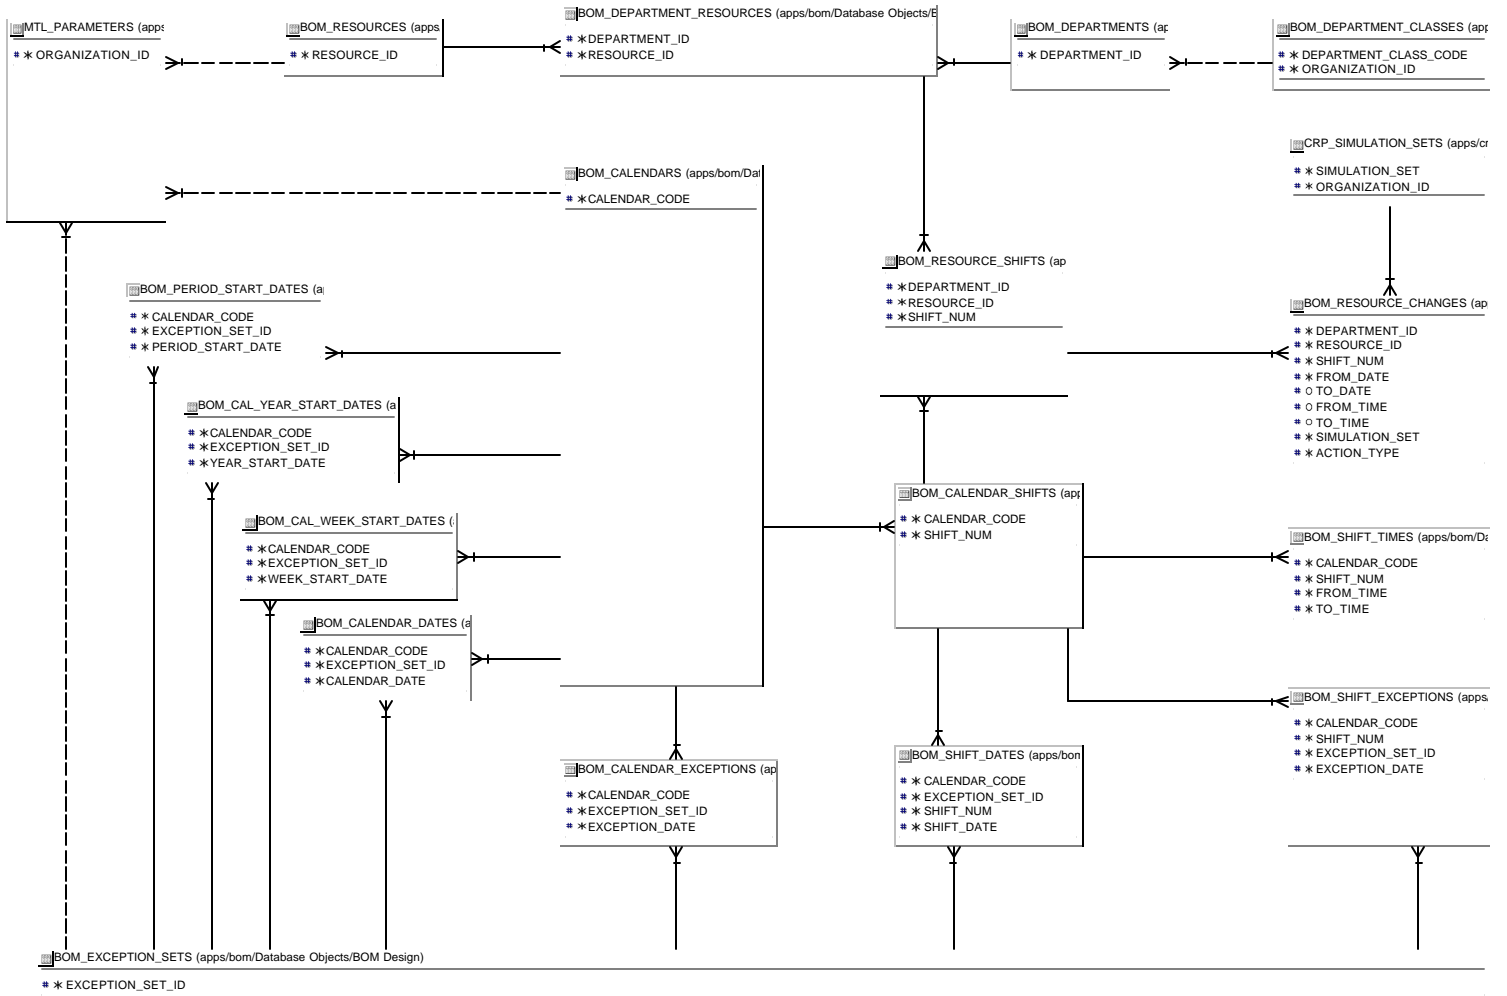 MTL_PARAMETERS (apps
# * ORGANIZATION_ID
BOM_RESOURCES (apps
# * RESOURCE_ID
BOM_DEPARTMENT_RESOURCES (apps/bom/Database Objects/B
# * DEPARTMENT_ID
# * RESOURCE_ID
BOM_DEPARTMENTS (ap
# * DEPARTMENT_ID
BOM_DEPARTMENT_CLASSES (app
# * DEPARTMENT_CLASS_CODE
# * ORGANIZATION_ID
CRP_SIMULATION_SETS (apps/cr
# * SIMULATION_SET
# * ORGANIZATION_ID
BOM_CALENDARS (apps/bom/Dat
# * CALENDAR_CODE
BOM_RESOURCE_SHIFTS (ap
# * DEPARTMENT_ID
# * RESOURCE_ID
# * SHIFT_NUM
BOM_PERIOD_START_DATES (a
# * CALENDAR_CODE
# * EXCEPTION_SET_ID
# * PERIOD_START_DATE
BOM_RESOURCE_CHANGES (ap
# * DEPARTMENT_ID
# * RESOURCE_ID
# * SHIFT_NUM
# * FROM_DATE
# o TO_DATE
# o FROM_TIME
# o TO_TIME
# * SIMULATION_SET
# * ACTION_TYPE
BOM_CAL_YEAR_START_DATES (a
# * CALENDAR_CODE
# * EXCEPTION_SET_ID
# * YEAR_START_DATE
BOM_CALENDAR_SHIFTS (app
# * CALENDAR_CODE
# * SHIFT_NUM
BOM_CAL_WEEK_START_DATES (
# * CALENDAR_CODE
# * EXCEPTION_SET_ID
# * WEEK_START_DATE
BOM_SHIFT_TIMES (apps/bom/Da
# * CALENDAR_CODE
# * SHIFT_NUM
# * FROM_TIME
# * TO_TIME
BOM_CALENDAR_DATES (a
# * CALENDAR_CODE
# * EXCEPTION_SET_ID
# * CALENDAR_DATE
BOM_SHIFT_EXCEPTIONS (apps/
# * CALENDAR_CODE
# * SHIFT_NUM
# * EXCEPTION_SET_ID
# * EXCEPTION_DATE
BOM_CALENDAR_EXCEPTIONS (ap
# * CALENDAR_CODE
# * EXCEPTION_SET_ID
# * EXCEPTION_DATE
BOM_SHIFT_DATES (apps/bom
# * CALENDAR_CODE
# * EXCEPTION_SET_ID
# * SHIFT_NUM
# * SHIFT_DATE
BOM_EXCEPTION_SETS (apps/bom/Database Objects/BOM Design)
# * EXCEPTION_SET_ID